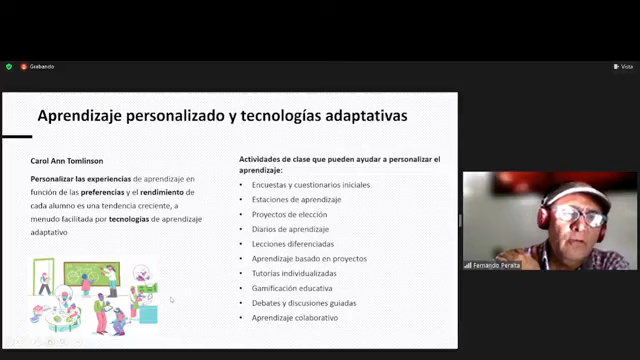 Grabando
Vista
Aprendizaje personalizado y tecnologías adaptativas
Carol Ann Tomlinson
Personalizar las experiencias de aprendizaje en
función de las preferencias y el rendimiento de
cada alumno es una tendencia creciente, a
menudo facilitada por tecnologías de aprendizaje
adaptativo
Actividades de clase que pueden ayudar a personalizar el
aprendizaje:
• Encuestas y cuestionarios iniciales
• Estaciones de aprendizaje
• Proyectos de elección
• Diarios de aprendizaje
• Lecciones diferenciadas
• Aprendizaje basado en proyectos
• Tutorias individualizadas
• Gamificación educativa
• Debates y discusiones guiadas
• Aprendizaje colaborativo
Fernando Peralta